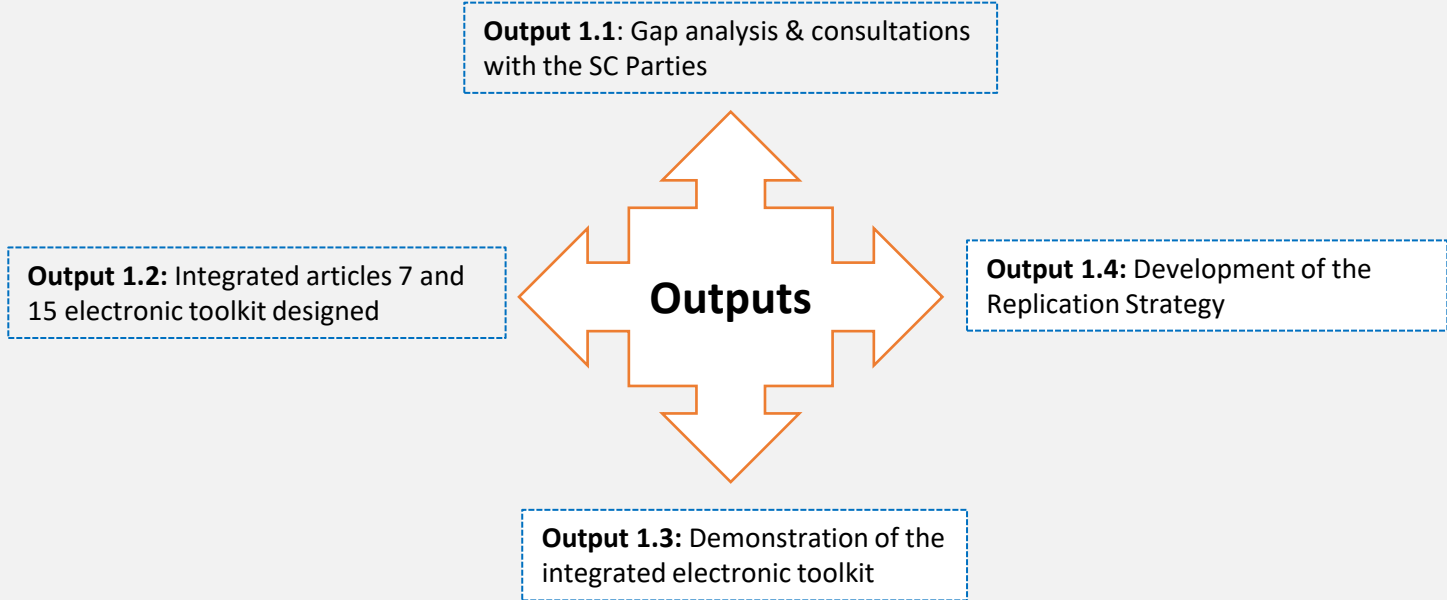 Output 1.1: Gap analysis & consultations
with the SC Parties
Output 1.2: Integrated articles 7 and
15 electronic toolkit designed
Outputs
Output 1.4: Development of the
Replication Strategy
Output 1.3: Demonstration of the
integrated electronic toolkit